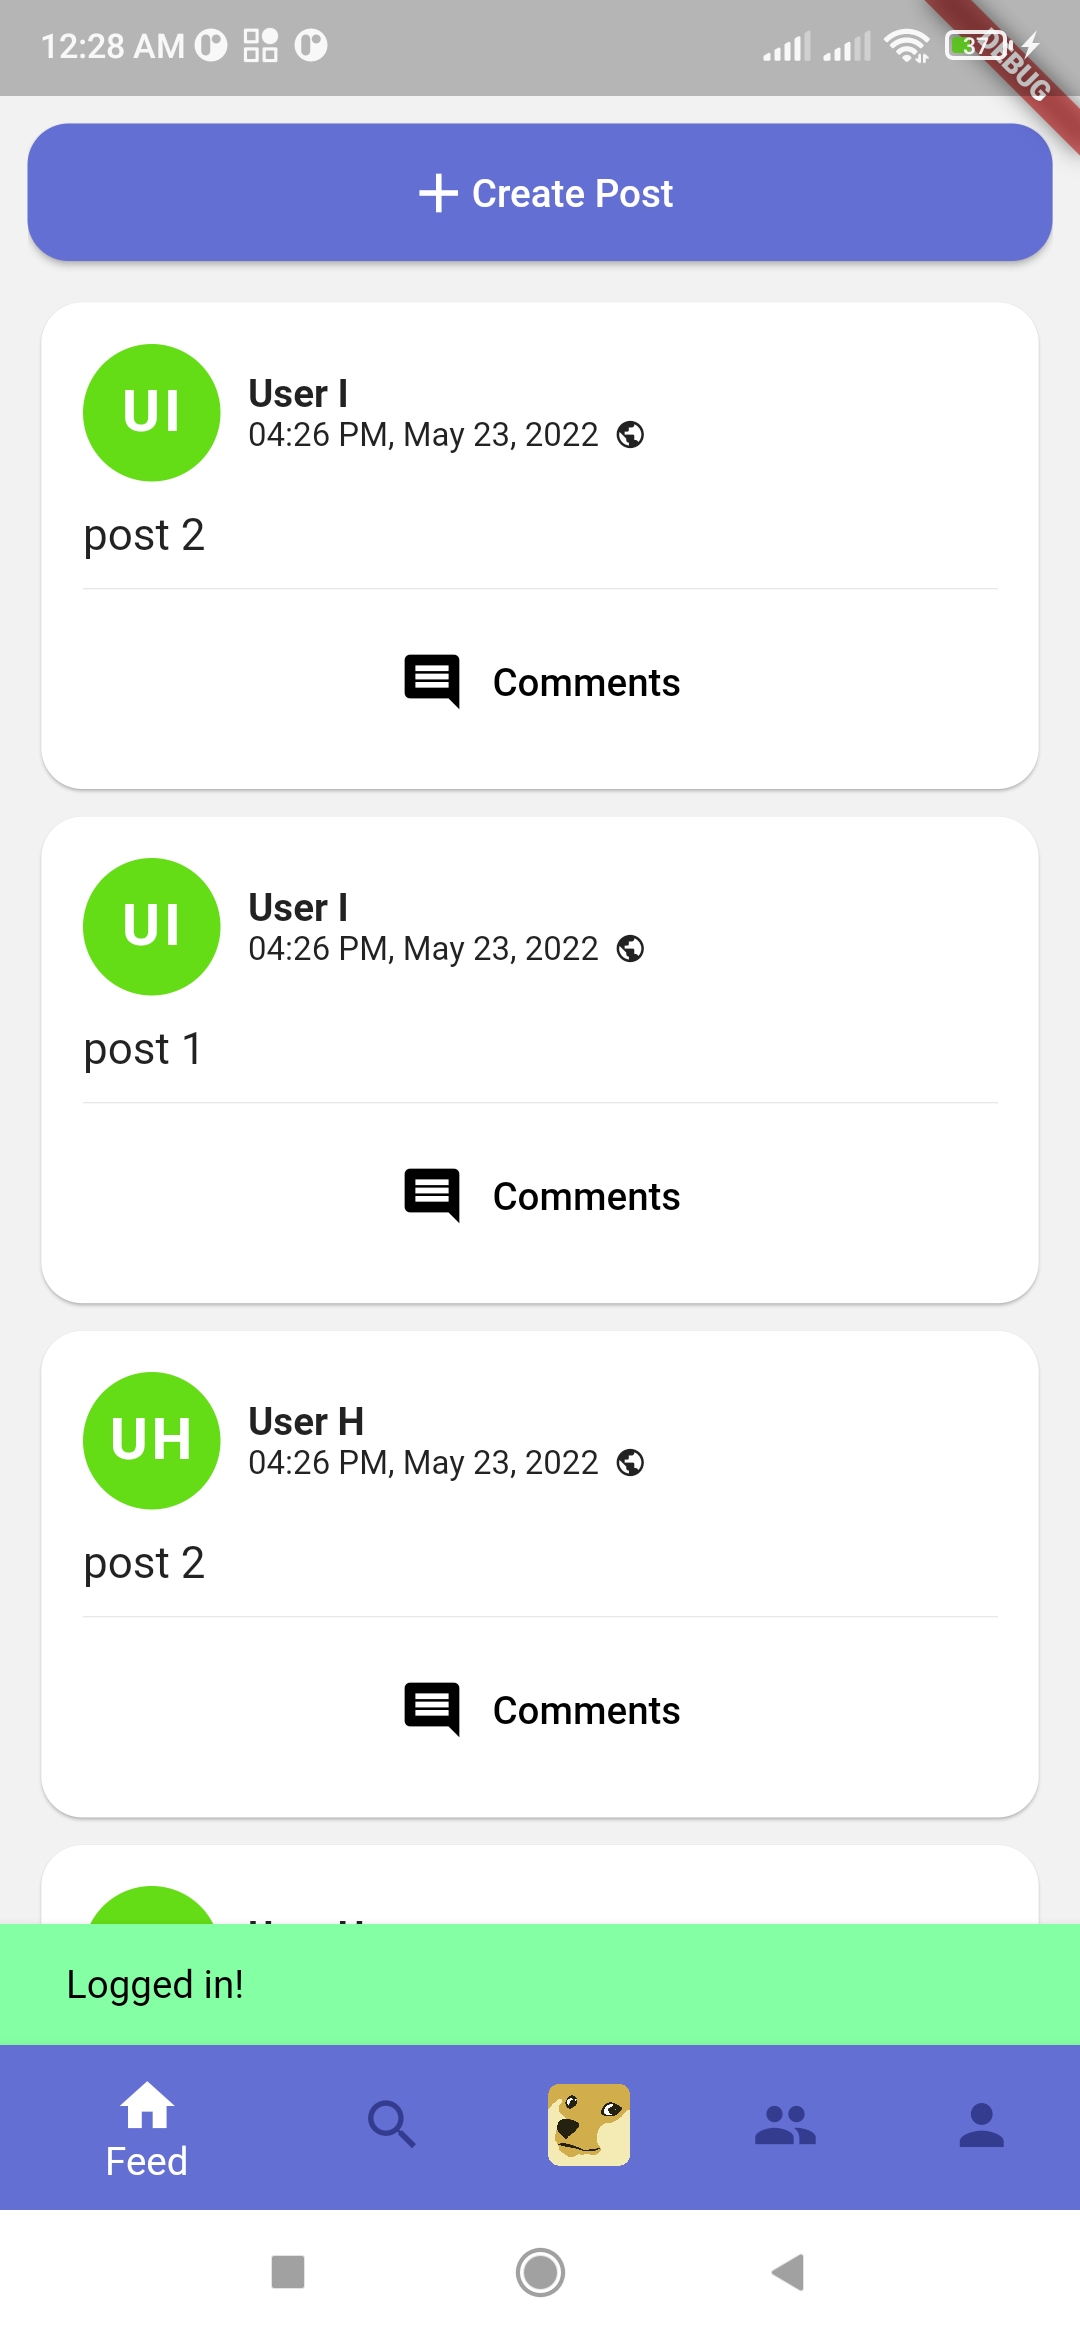 12:28 AM
37
DEBUG
Create Post
UI
User I
04:26 PM, May 23, 2022
post 2
Comments
UI
User I
04:26 PM, May 23, 2022
post 1
Comments
UH
User H
04:26 PM, May 23, 2022
post 2
Comments
Logged in!
Feed